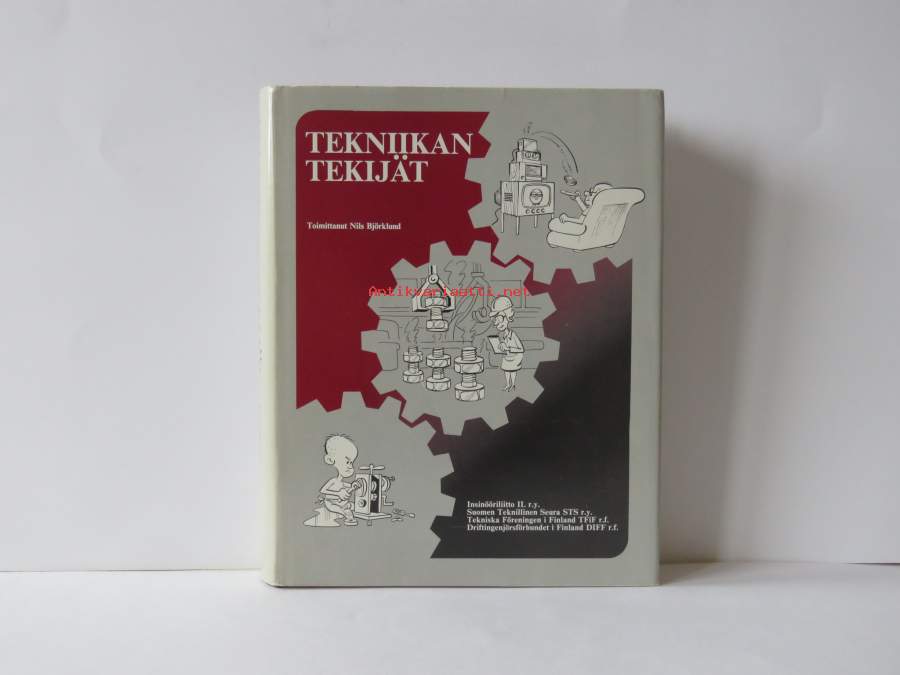 TEKNIIKAN
TEKIJÄT
Toimittanut Nils Björklund
Antikvariaatti.net
Insinööriliitto IL r.y.
Suomen Teknillinen Seura STS r.y.
Tekniska Föreningen i Finland TFiF r.f.
Driftingenjörsförbundet i Finland DIFF r.f.